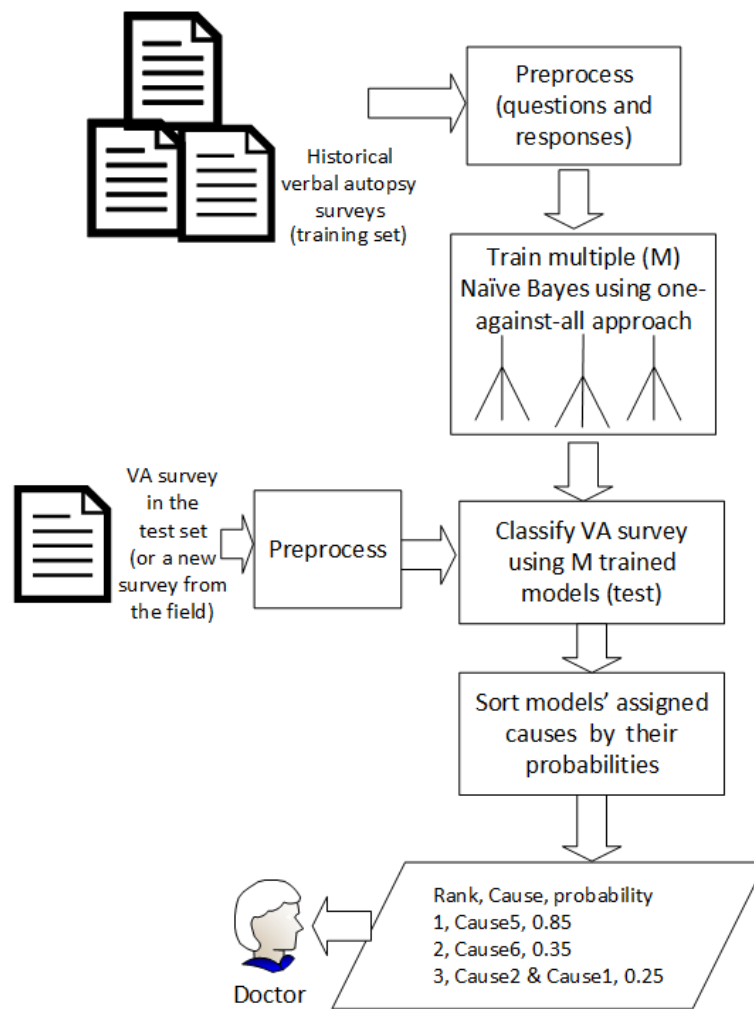 Preprocess
(questions and
responses)
Historical
verbal autopsy
surveys
(training set)
Train multiple (M)
Naïve Bayes using one-
against-all approach
VA survey
in the
test set
(or a new
survey from
the field)
Preprocess
Classify VA survey
using M trained
models (test)
Sort models’ assigned
causes by their
probabilities
Rank, Cause, probability
1, Cause5, 0.85
2, Cause6, 0.35
3, Cause2 & Cause1, 0.25
Doctor